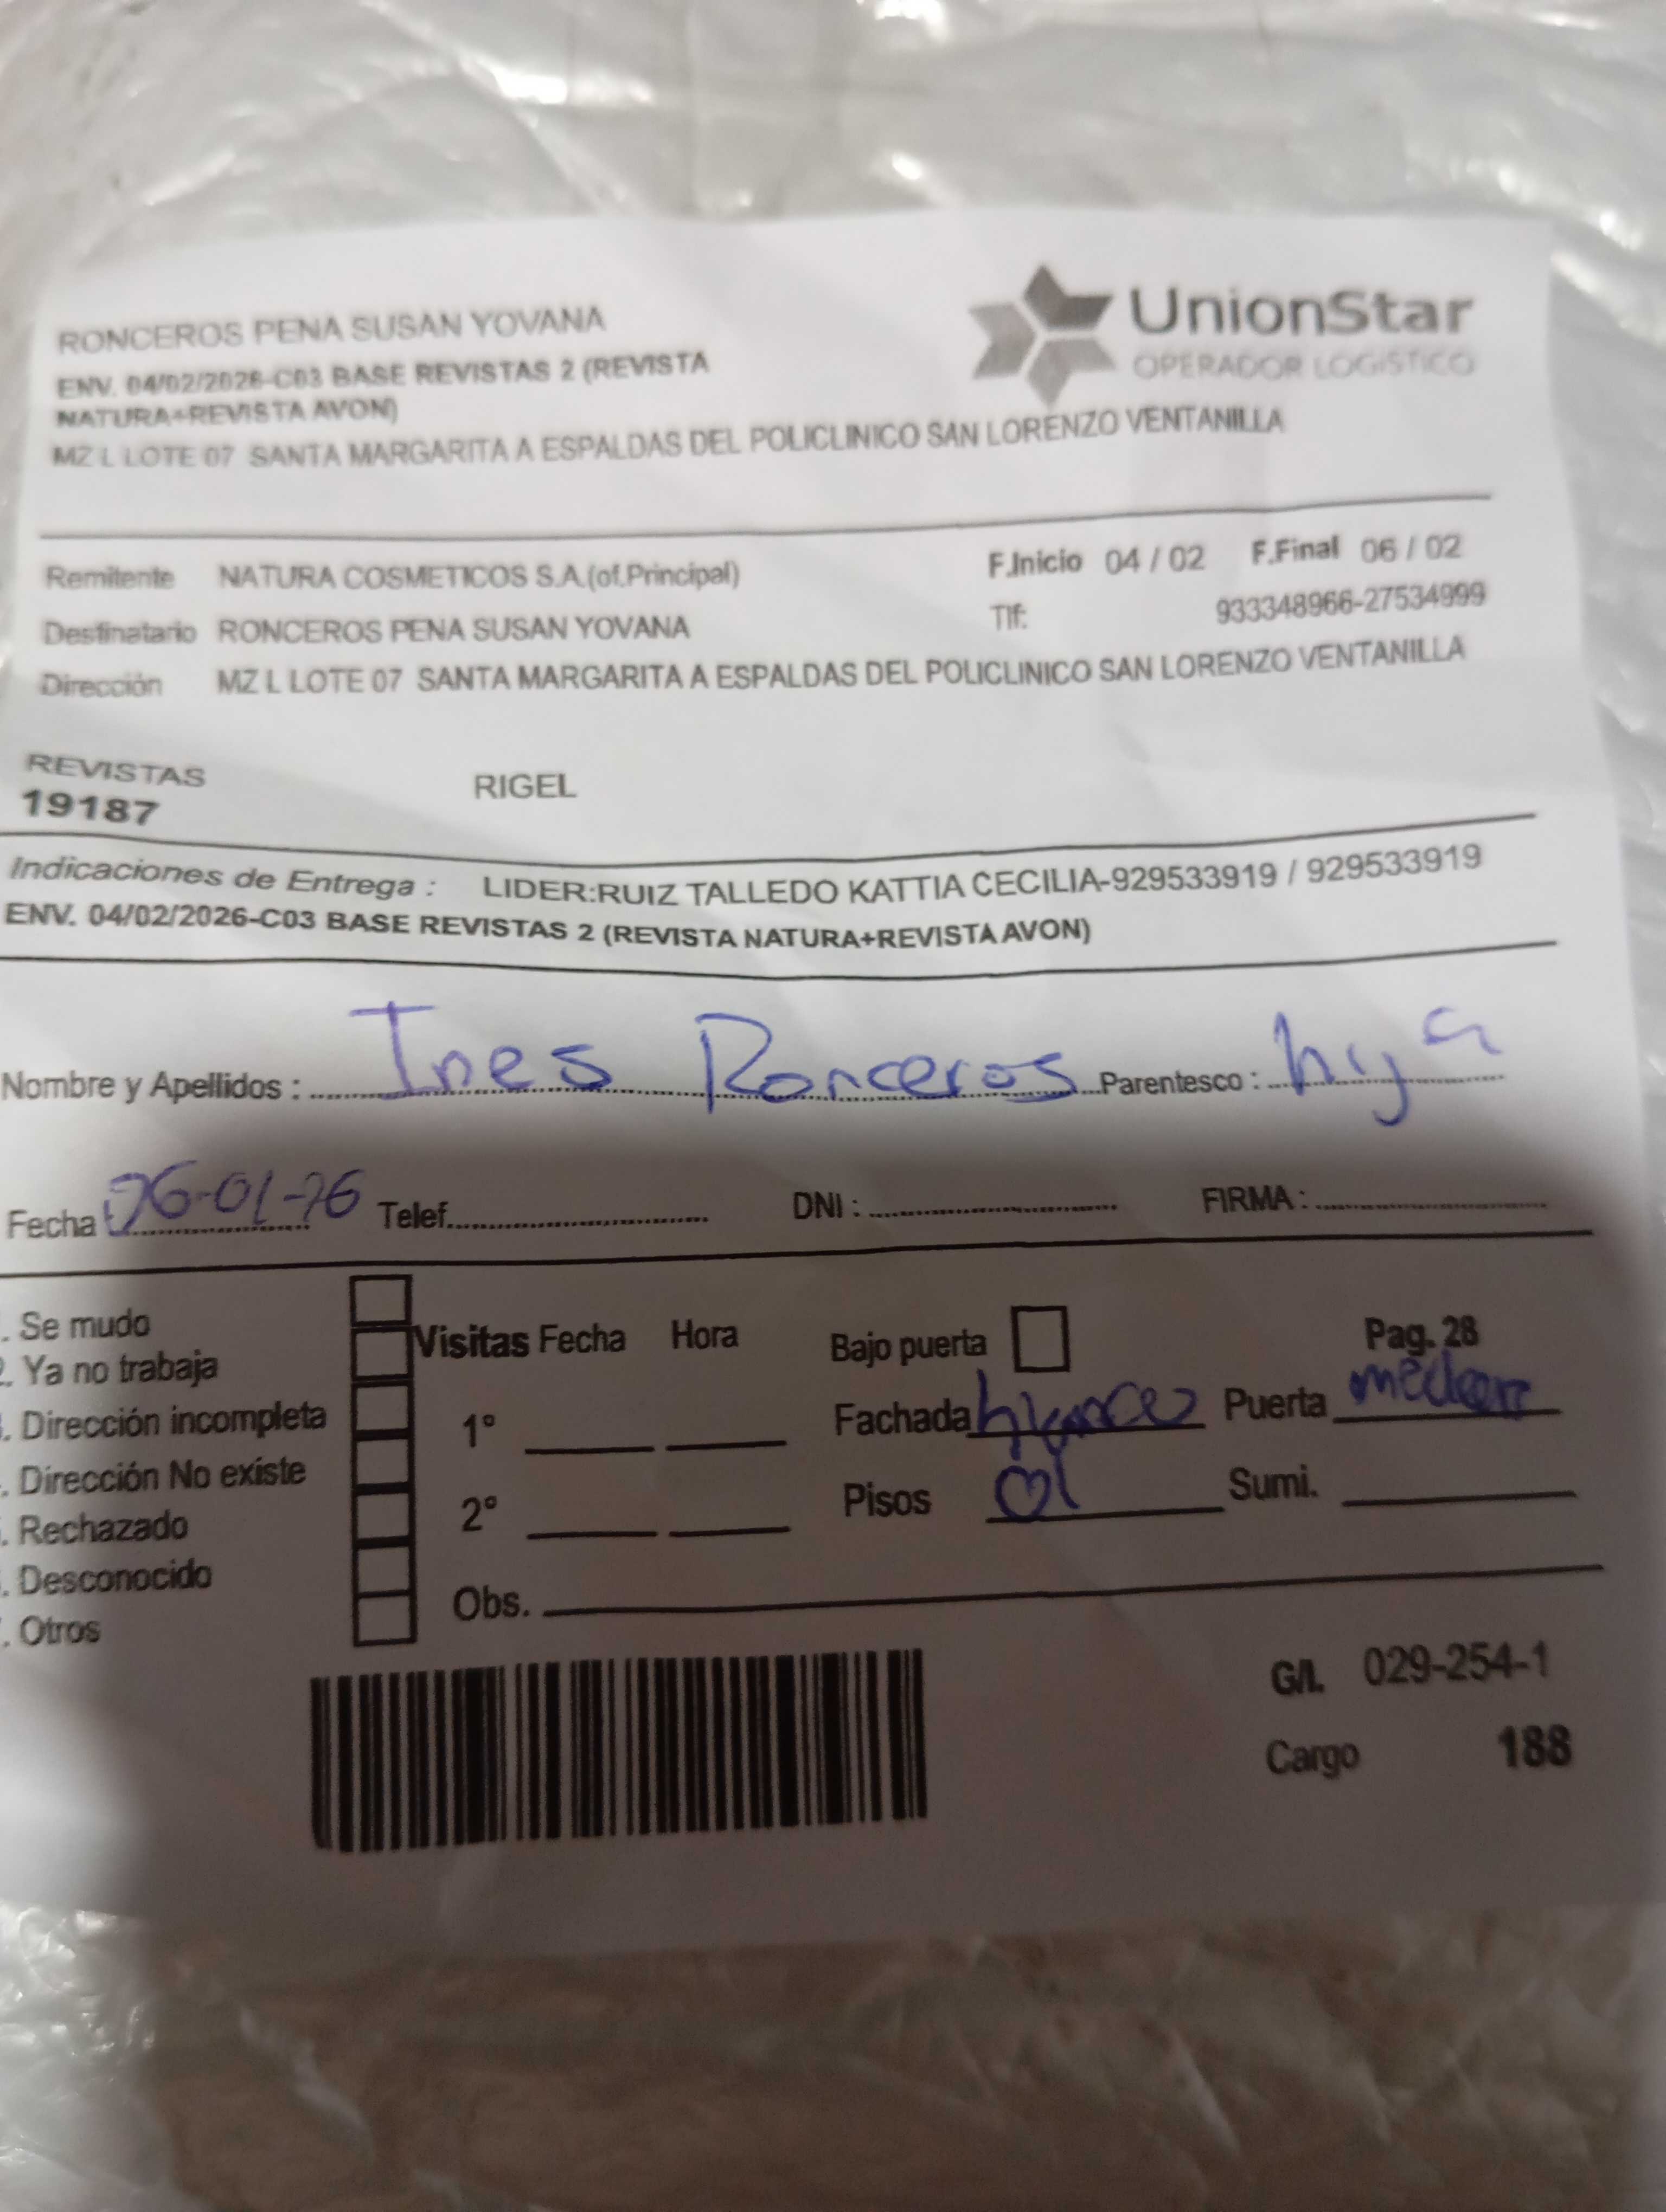 RONCEROS PENA SUSAN YOVANA
UnionStar
OPERADOR LOGISTICO
ENV. 04/02/2026-C03 BASE REVISTAS 2 (REVISTA
NATURA+REVISTA AVON)
MZ L LOTE 07 SANTA MARGARITA A ESPALDAS DEL POLICLINICO SAN LORENZO VENTANILLA
Remitente NATURA COSMETICOS S.A.(of.Principal) F.Inicio 04 / 02 F.Final 06 / 02
Destinatario RONCEROS PENA SUSAN YOVANA Tlf: 933348966-27534999
Dirección MZ L LOTE 07 SANTA MARGARITA A ESPALDAS DEL POLICLINICO SAN LORENZO VENTANILLA
REVISTAS RIGEL
19187
Indicaciones de Entrega : LIDER:RUIZ TALLEDO KATTIA CECILIA-929533919 / 929533919
ENV. 04/02/2026-C03 BASE REVISTAS 2 (REVISTA NATURA+REVISTA AVON)
Nombre y Apellidos : Ines Ronceros Parentesco : hija
Fecha : Telef. DNI : FIRMA :
. Se mudo
. Ya no trabaja
. Dirección incompleta
. Dirección No existe
. Rechazado
. Desconocido
. Otros
Visitas Fecha Hora
1°
2°
Obs.
Bajo puerta Pag. 28
Fachada Puerta
Pisos 01 Sumi.
G/L 029-254-1
Cargo 188